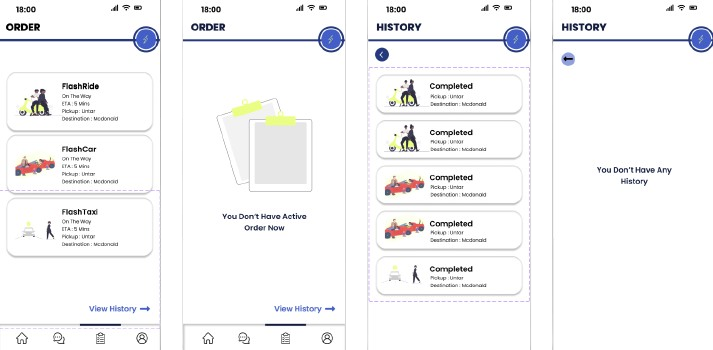 18:00
ORDER
FlashRide
On The Way
ETA : 5 Mins
Pickup : Untar
Destination : Mcdonald
FlashCar
On The Way
ETA : 5 Mins
Pickup : Untar
Destination : Mcdonald
FlashTaxi
On The Way
ETA : 5 Mins
Pickup : Untar
Destination : Mcdonald
View History
18:00
ORDER
You Don't Have Active
Order Now
View History
18:00
HISTORY
Completed
Pickup : Untar
Destination : Mcdonald
Completed
Pickup : Untar
Destination : Mcdonald
Completed
Pickup : Untar
Destination : Mcdonald
Completed
Pickup : Untar
Destination : Mcdonald
Completed
Pickup : Untar
Destination : Mcdonald
18:00
HISTORY
You Don't Have Any
History